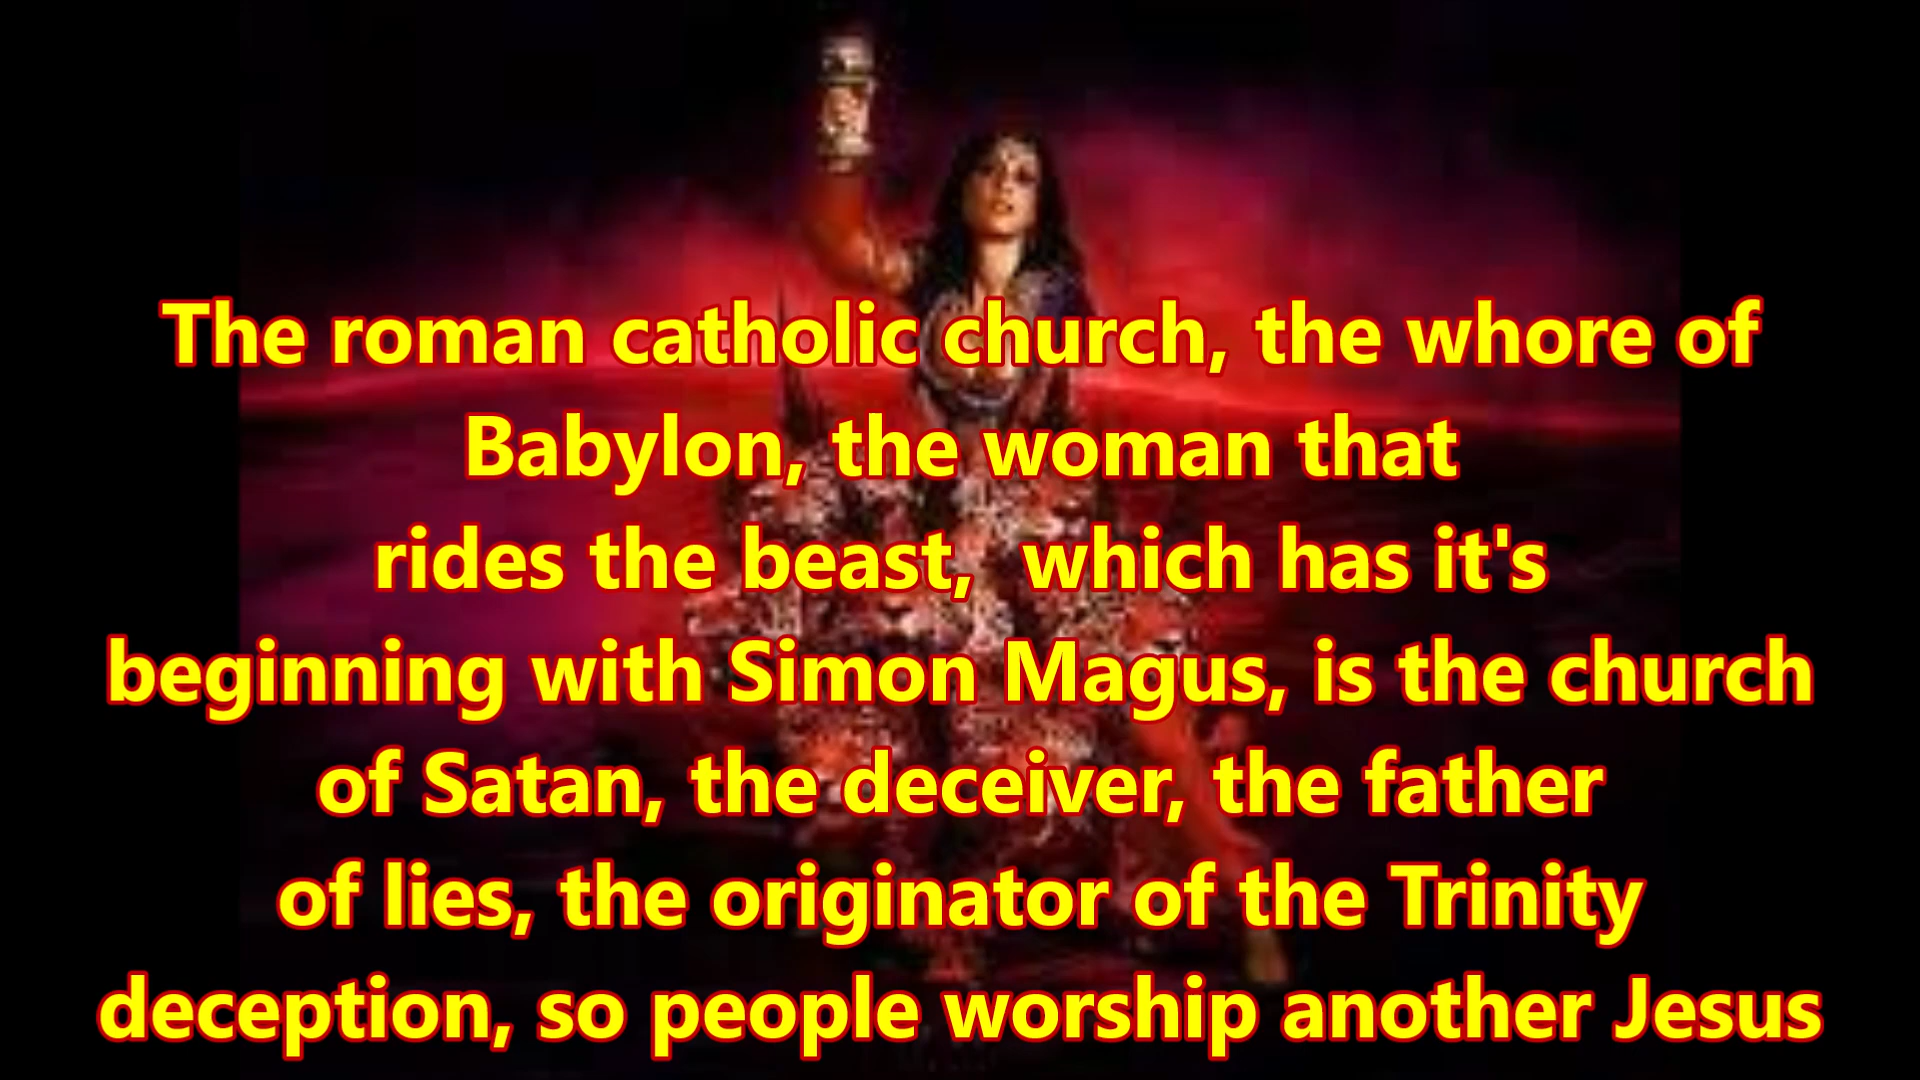 The roman catholic church, the whore of
Babylon, the woman that
rides the beast,  which has it's
beginning with Simon Magus, is the church
of Satan, the deceiver, the father
of lies, the originator of the Trinity
deception, so people worship another Jesus